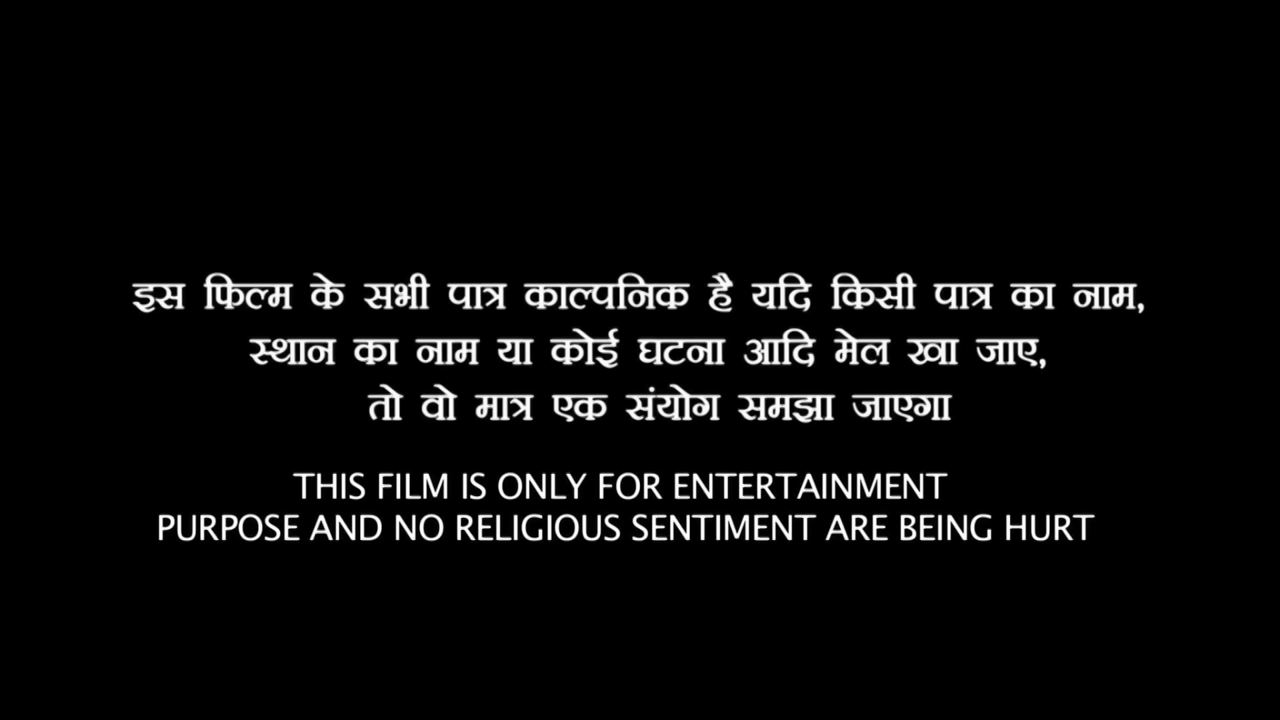 इस फिल्म के सभी पात्र काल्पनिक है यदि किसी पात्र का नाम,
स्थान का नाम या कोई घटना आदि मेल खा जाए,
तो वो मात्र एक संयोग समझा जाएगा
THIS FILM IS ONLY FOR ENTERTAINMENT
PURPOSE AND NO RELIGIOUS SENTIMENT ARE BEING HURT